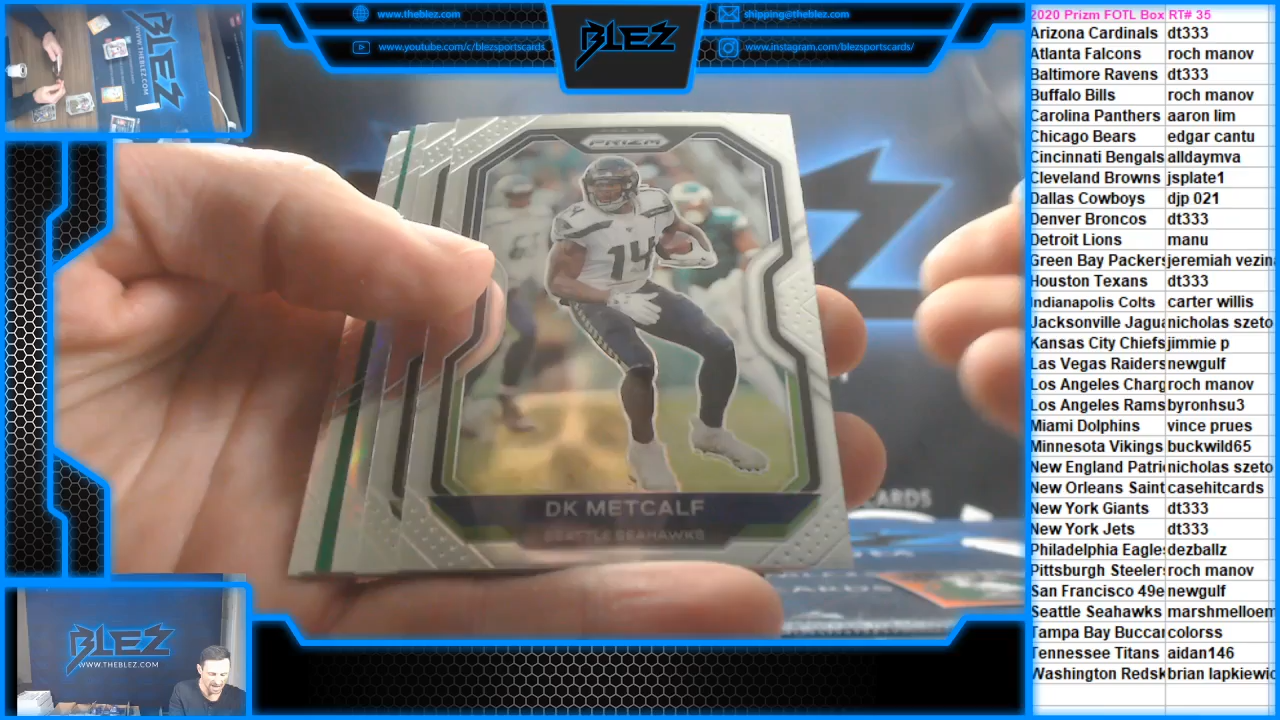 www.theblez.com
www.youtube.com/c/blezsportscards
BLEZ
shipping@theblez.com
www.instagram.com/blezsportscards/
PRIZM
14
DK METCALF
SEATTLE SEAHAWKS
CARDS
BLEZ
WWW.THEBLEZ.COM
2020 Prizm FOTL Box RT# 35
Arizona Cardinals dt333
Atlanta Falcons roch manov
Baltimore Ravens dt333
Buffalo Bills roch manov
Carolina Panthers aaron lim
Chicago Bears edgar cantu
Cincinnati Bengals alldaymva
Cleveland Browns jsplate1
Dallas Cowboys djp 021
Denver Broncos dt333
Detroit Lions manu
Green Bay Packers jeremiah vezin
Houston Texans dt333
Indianapolis Colts carter willis
Jacksonville Jagua nicholas szeto
Kansas City Chiefs jimmie p
Las Vegas Raiders newgulf
Los Angeles Charg roch manov
Los Angeles Rams byronhsu3
Miami Dolphins vince prues
Minnesota Vikings buckwild65
New England Patri nicholas szeto
New Orleans Saint casehitcards
New York Giants dt333
New York Jets dt333
Philadelphia Eagle dezballz
Pittsburgh Steeler roch manov
San Francisco 49e newgulf
Seattle Seahawks marshmelloem
Tampa Bay Buccar colorss
Tennessee Titans aidan146
Washington Redsk brian lapkiewic